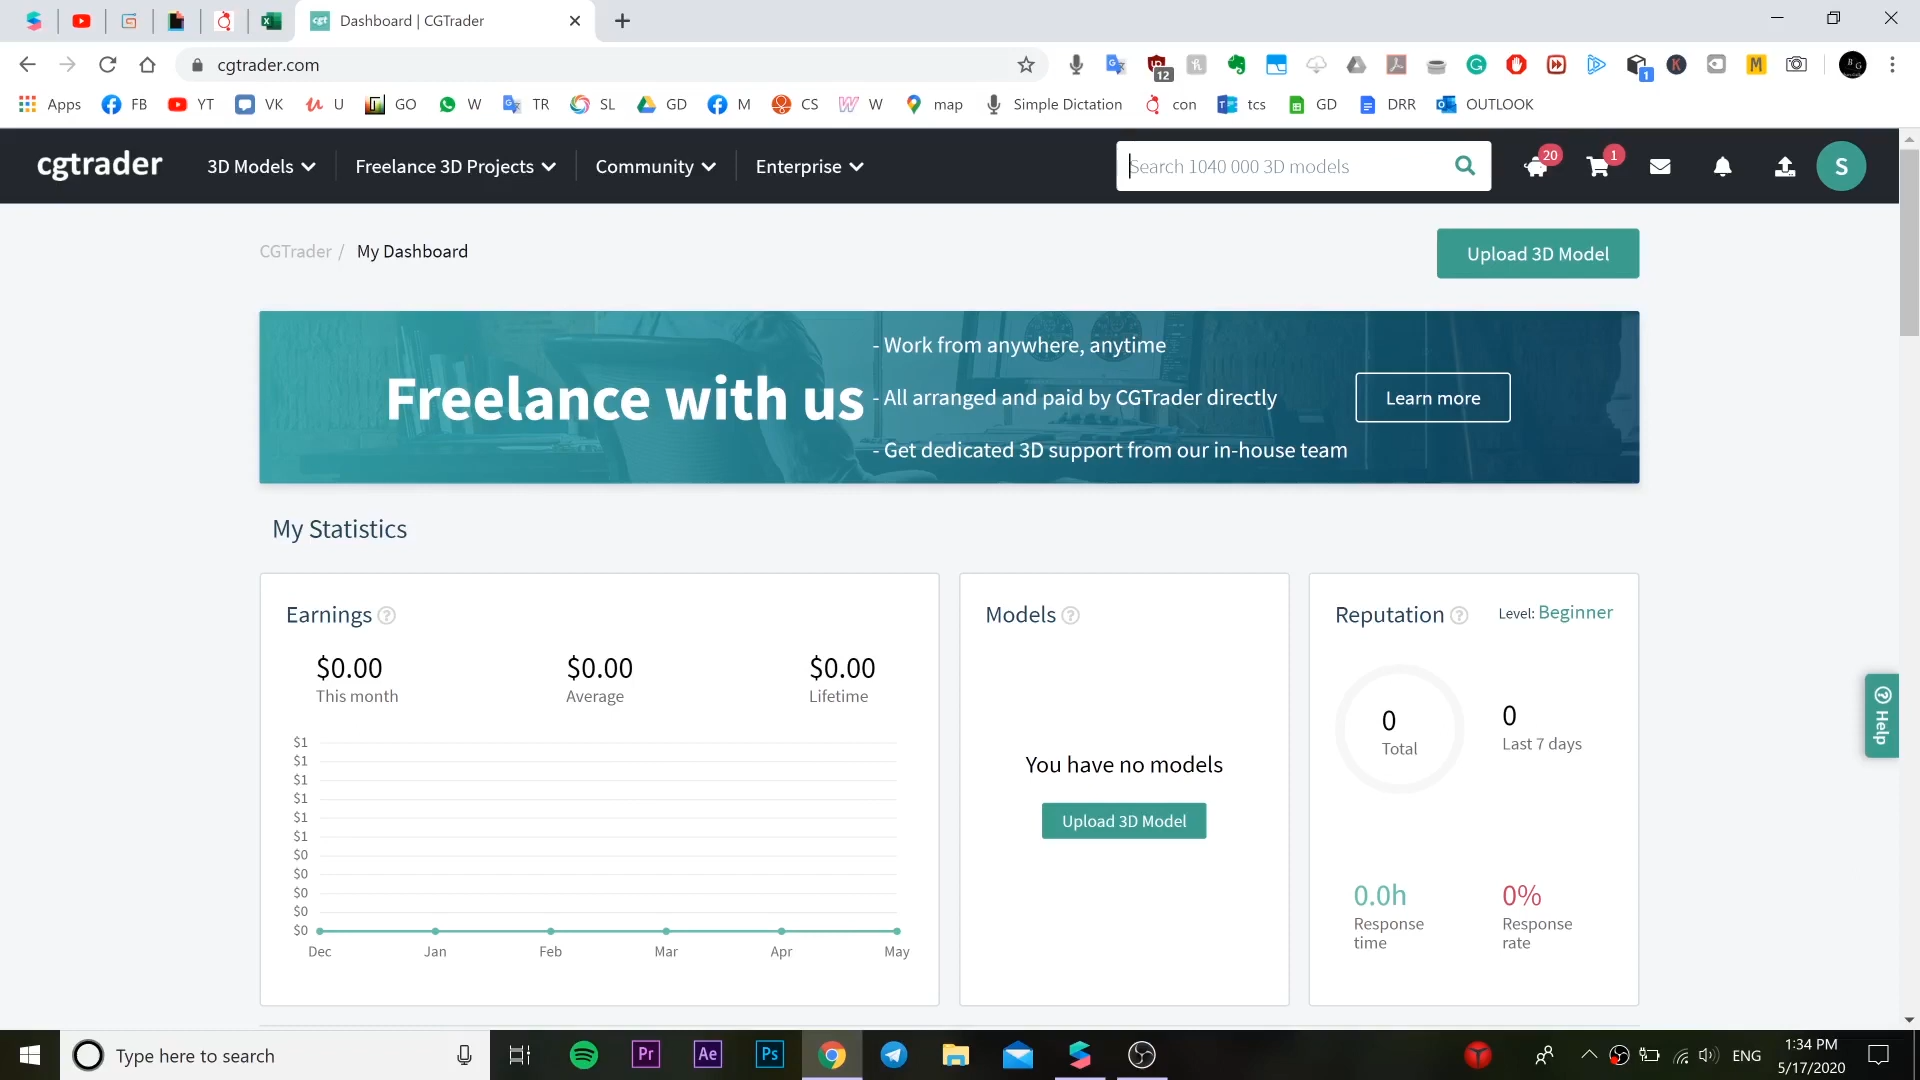 Dashboard | CGTrader
cgtrader.com
12
1
B G
Apps FB YT VK U GO W TR SL GD M CS W map Simple Dictation con tcs GD DRR OUTLOOK
cgtrader 3D Models Freelance 3D Projects Community Enterprise Search 1040 000 3D models 20 1 S
CGTrader / My Dashboard
Upload 3D Model
Freelance with us
- Work from anywhere, anytime
- All arranged and paid by CGTrader directly
- Get dedicated 3D support from our in-house team
Learn more
My Statistics
Earnings ?
$0.00 $0.00 $0.00
This month Average Lifetime
$1
$1
$1
$1
$1
$1
$0
$0
$0
$0
$0
Dec Jan Feb Mar Apr May
Models ?
You have no models
Upload 3D Model
Reputation ? Level: Beginner
0
Total
0
Last 7 days
0.0h
Response
time
0%
Response
rate
? Help
Type here to search
Pr Ae Ps
ENG
1:34 PM
5/17/2020